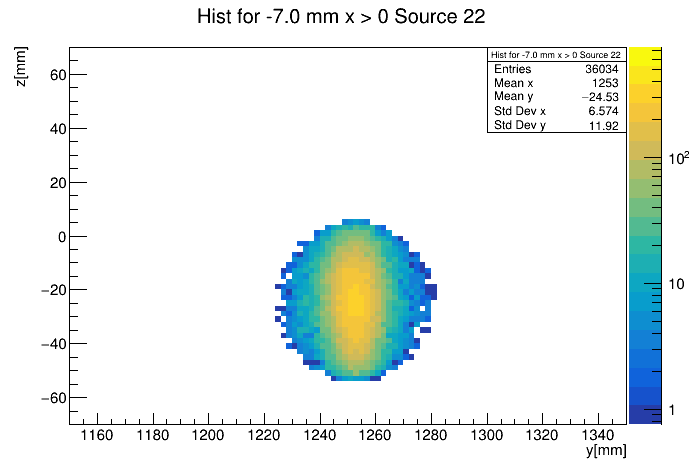 Hist for -7.0 mm x > 0 Source 22
z[mm]
Hist for -7.0 mm x > 0 Source 22
Entries 36034
Mean x 1253
Mean y −24.53
Std Dev x 6.574
Std Dev y 11.92
60
40
20
0
−20
−40
−60
10²
10
1
1160 1180 1200 1220 1240 1260 1280 1300 1320 1340
y[mm]